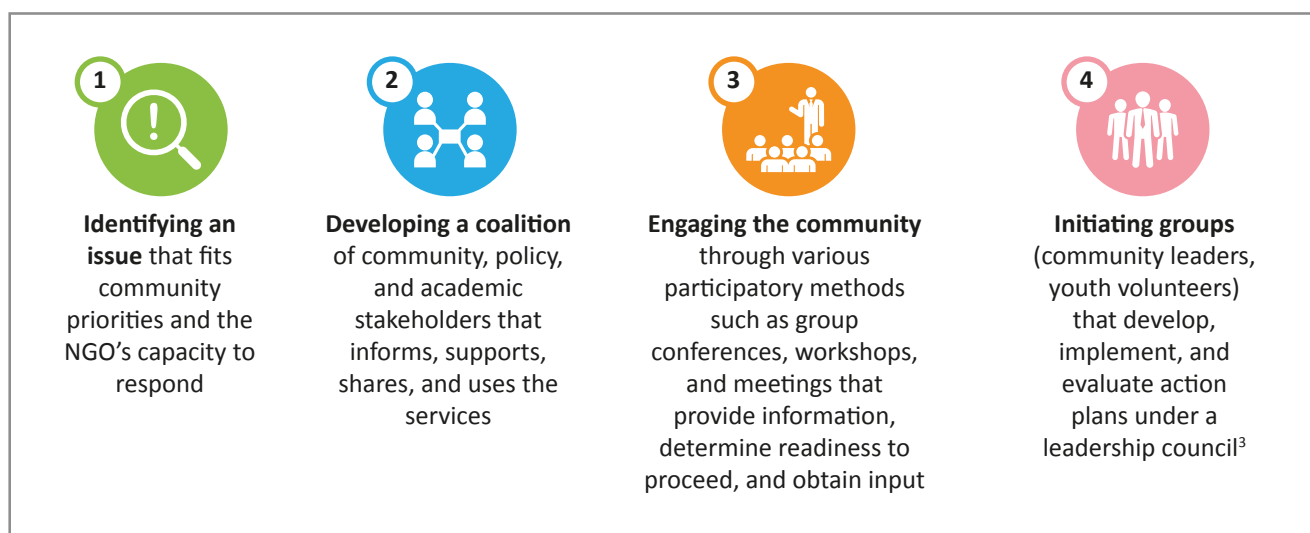 1
Identifying an
issue that fits
community
priorities and the
NGO's capacity to
respond
2
Developing a coalition
of community, policy,
and academic
stakeholders that
informs, supports,
shares, and uses the
services
3
Engaging the community
through various
participatory methods
such as group
conferences, workshops,
and meetings that
provide information,
determine readiness to
proceed, and obtain input
4
Initiating groups
(community leaders,
youth volunteers)
that develop,
implement, and
evaluate action
plans under a
leadership council³